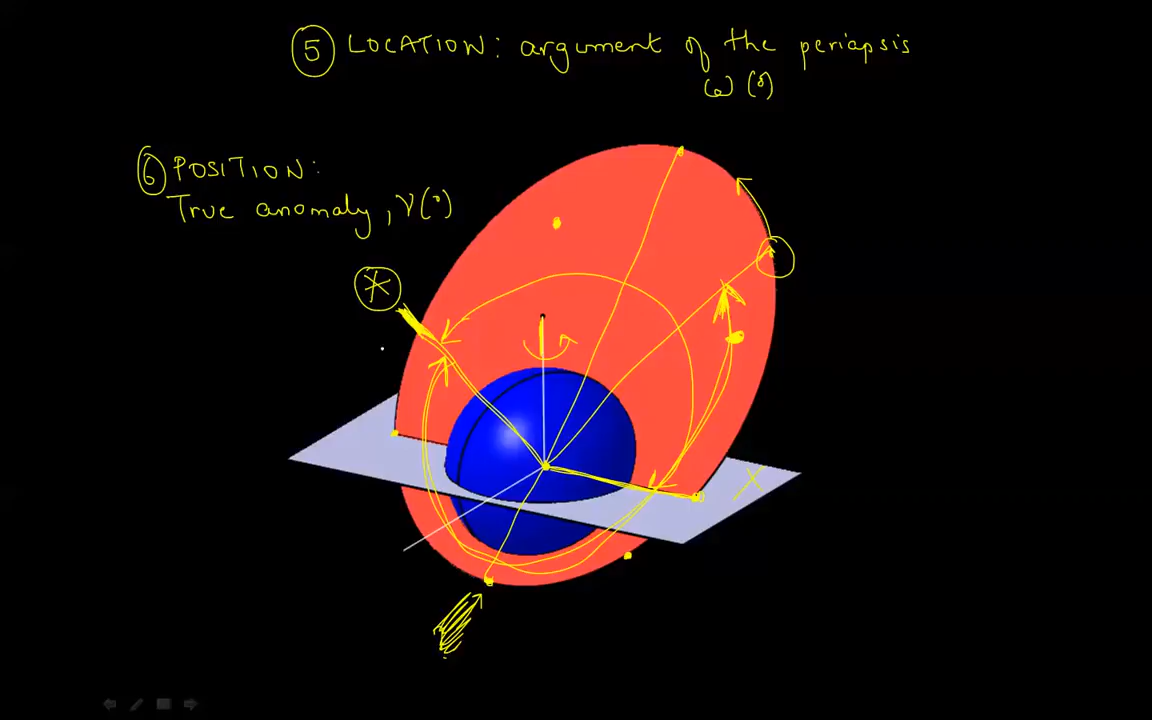 ⑤ LOCATION: argument of the periapsis
ω (°)
⑥ POSITION:
True anomaly, ν(°)